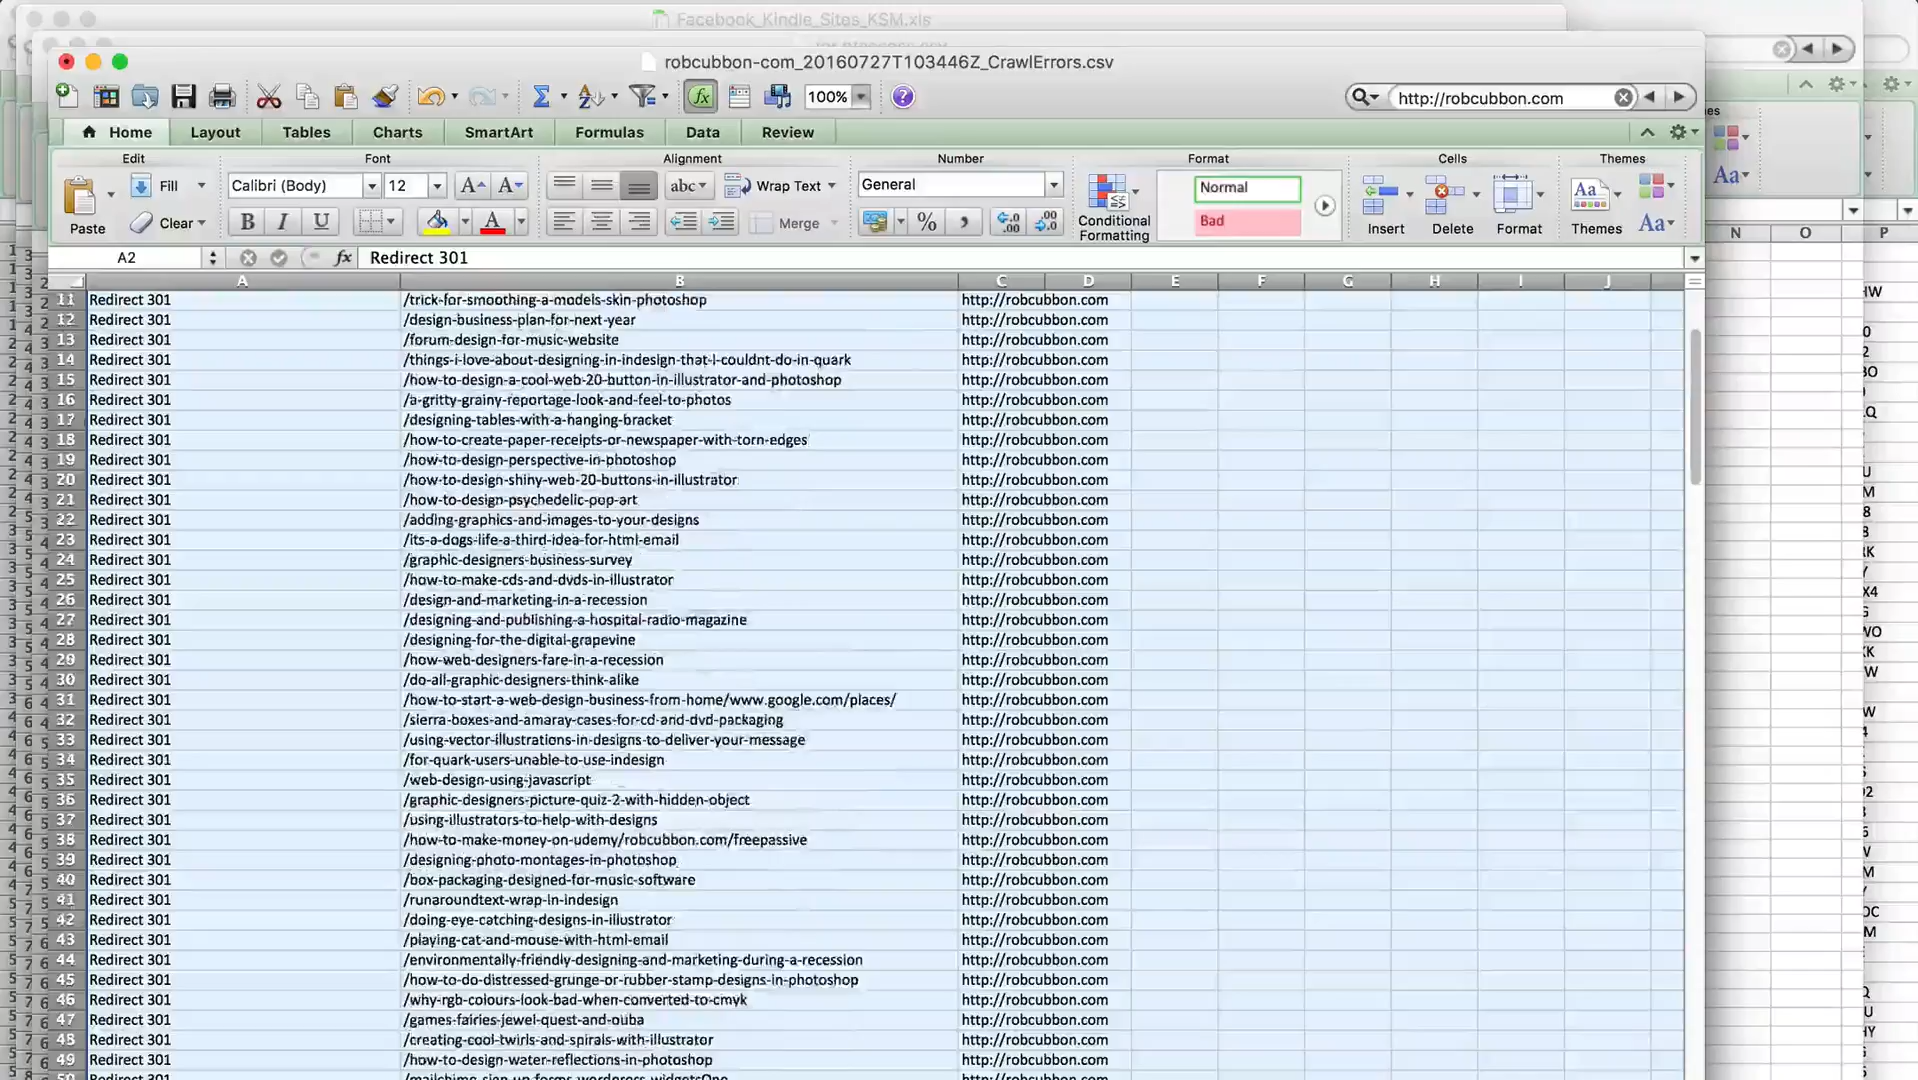 Facebook_Kindle_Sites_KSM.xls
robcubbon-com_20160727T103446Z_CrawlErrors.csv
100%
http://robcubbon.com
Home Layout Tables Charts SmartArt Formulas Data Review
Edit Font Alignment Number Format Cells Themes
Fill Calibri (Body) 12 abc Wrap Text General Normal
Paste Clear B I U Merge % Conditional Formatting Bad Insert Delete Format Themes Aa
A2 fx Redirect 301
A B C D E F G H I J N O P
11 Redirect 301 /trick-for-smoothing-a-models-skin-photoshop http://robcubbon.com
12 Redirect 301 /design-business-plan-for-next-year http://robcubbon.com
13 Redirect 301 /forum-design-for-music-website http://robcubbon.com
14 Redirect 301 /things-i-love-about-designing-in-indesign-that-I-couldnt-do-in-quark http://robcubbon.com
15 Redirect 301 /how-to-design-a-cool-web-20-button-in-illustrator-and-photoshop http://robcubbon.com
16 Redirect 301 /a-gritty-grainy-reportage-look-and-feel-to-photos http://robcubbon.com
17 Redirect 301 /designing-tables-with-a-hanging-bracket http://robcubbon.com
18 Redirect 301 /how-to-create-paper-receipts-or-newspaper-with-torn-edges http://robcubbon.com
19 Redirect 301 /how-to-design-perspective-in-photoshop http://robcubbon.com
20 Redirect 301 /how-to-design-shiny-web-20-buttons-in-illustrator http://robcubbon.com
21 Redirect 301 /how-to-design-psychedelic-pop-art http://robcubbon.com
22 Redirect 301 /adding-graphics-and-images-to-your-designs http://robcubbon.com
23 Redirect 301 /its-a-dogs-life-a-third-idea-for-html-email http://robcubbon.com
24 Redirect 301 /graphic-designers-business-survey http://robcubbon.com
25 Redirect 301 /how-to-make-cds-and-dvds-in-illustrator http://robcubbon.com
26 Redirect 301 /design-and-marketing-in-a-recession http://robcubbon.com
27 Redirect 301 /designing-and-publishing-a-hospital-radio-magazine http://robcubbon.com
28 Redirect 301 /designing-for-the-digital-grapevine http://robcubbon.com
29 Redirect 301 /how-web-designers-fare-in-a-recession http://robcubbon.com
30 Redirect 301 /do-all-graphic-designers-think-alike http://robcubbon.com
31 Redirect 301 /how-to-start-a-web-design-business-from-home/www.google.com/places/ http://robcubbon.com
32 Redirect 301 /sierra-boxes-and-amaray-cases-for-cd-and-dvd-packaging http://robcubbon.com
33 Redirect 301 /using-vector-illustrations-in-designs-to-deliver-your-message http://robcubbon.com
34 Redirect 301 /for-quark-users-unable-to-use-indesign http://robcubbon.com
35 Redirect 301 /web-design-using-javascript http://robcubbon.com
36 Redirect 301 /graphic-designers-picture-quiz-2-with-hidden-object http://robcubbon.com
37 Redirect 301 /using-illustrators-to-help-with-designs http://robcubbon.com
38 Redirect 301 /how-to-make-money-on-udemy/robcubbon.com/freepassive http://robcubbon.com
39 Redirect 301 /designing-photo-montages-in-photoshop http://robcubbon.com
40 Redirect 301 /box-packaging-designed-for-music-software http://robcubbon.com
41 Redirect 301 /runaroundtext-wrap-in-indesign http://robcubbon.com
42 Redirect 301 /doing-eye-catching-designs-in-illustrator http://robcubbon.com
43 Redirect 301 /playing-cat-and-mouse-with-html-email http://robcubbon.com
44 Redirect 301 /environmentally-friendly-designing-and-marketing-during-a-recession http://robcubbon.com
45 Redirect 301 /how-to-do-distressed-grunge-or-rubber-stamp-designs-in-photoshop http://robcubbon.com
46 Redirect 301 /why-rgb-colours-look-bad-when-converted-to-cmyk http://robcubbon.com
47 Redirect 301 /games-fairies-jewel-quest-and-ouba http://robcubbon.com
48 Redirect 301 /creating-cool-twirls-and-spirals-with-illustrator http://robcubbon.com
49 Redirect 301 /how-to-design-water-reflections-in-photoshop http://robcubbon.com